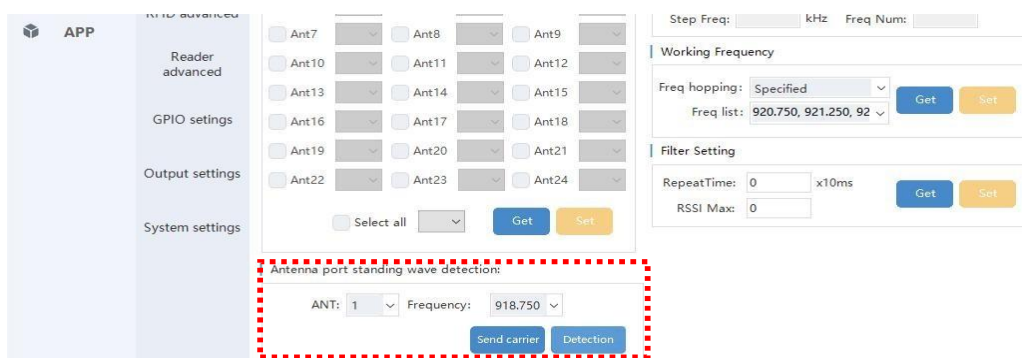 RFID advanced
APP
Reader
advanced
GPIO setings
Output settings
System settings
Ant7 Ant8 Ant9
Ant10 Ant11 Ant12
Ant13 Ant14 Ant15
Ant16 Ant17 Ant18
Ant19 Ant20 Ant21
Ant22 Ant23 Ant24
Select all Get Set
Antenna port standing wave detection:
ANT: 1 Frequency: 918.750
Send carrier Detection
Step Freq: kHz Freq Num:
Working Frequency
Freq hopping: Specified
Freq list: 920.750, 921.250, 92
Get Set
Filter Setting
RepeatTime: 0 x10ms
RSSI Max: 0
Get Set